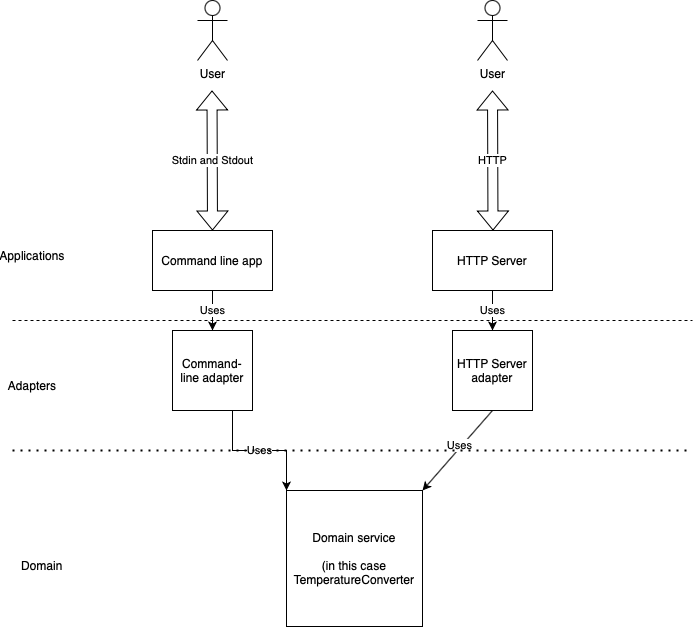 User
User
Stdin and Stdout
HTTP
Applications
Command line app
HTTP Server
Uses
Uses
Adapters
Command-
line adapter
HTTP Server
adapter
Uses
Uses
Domain
Domain service
(in this case
TemperatureConverter